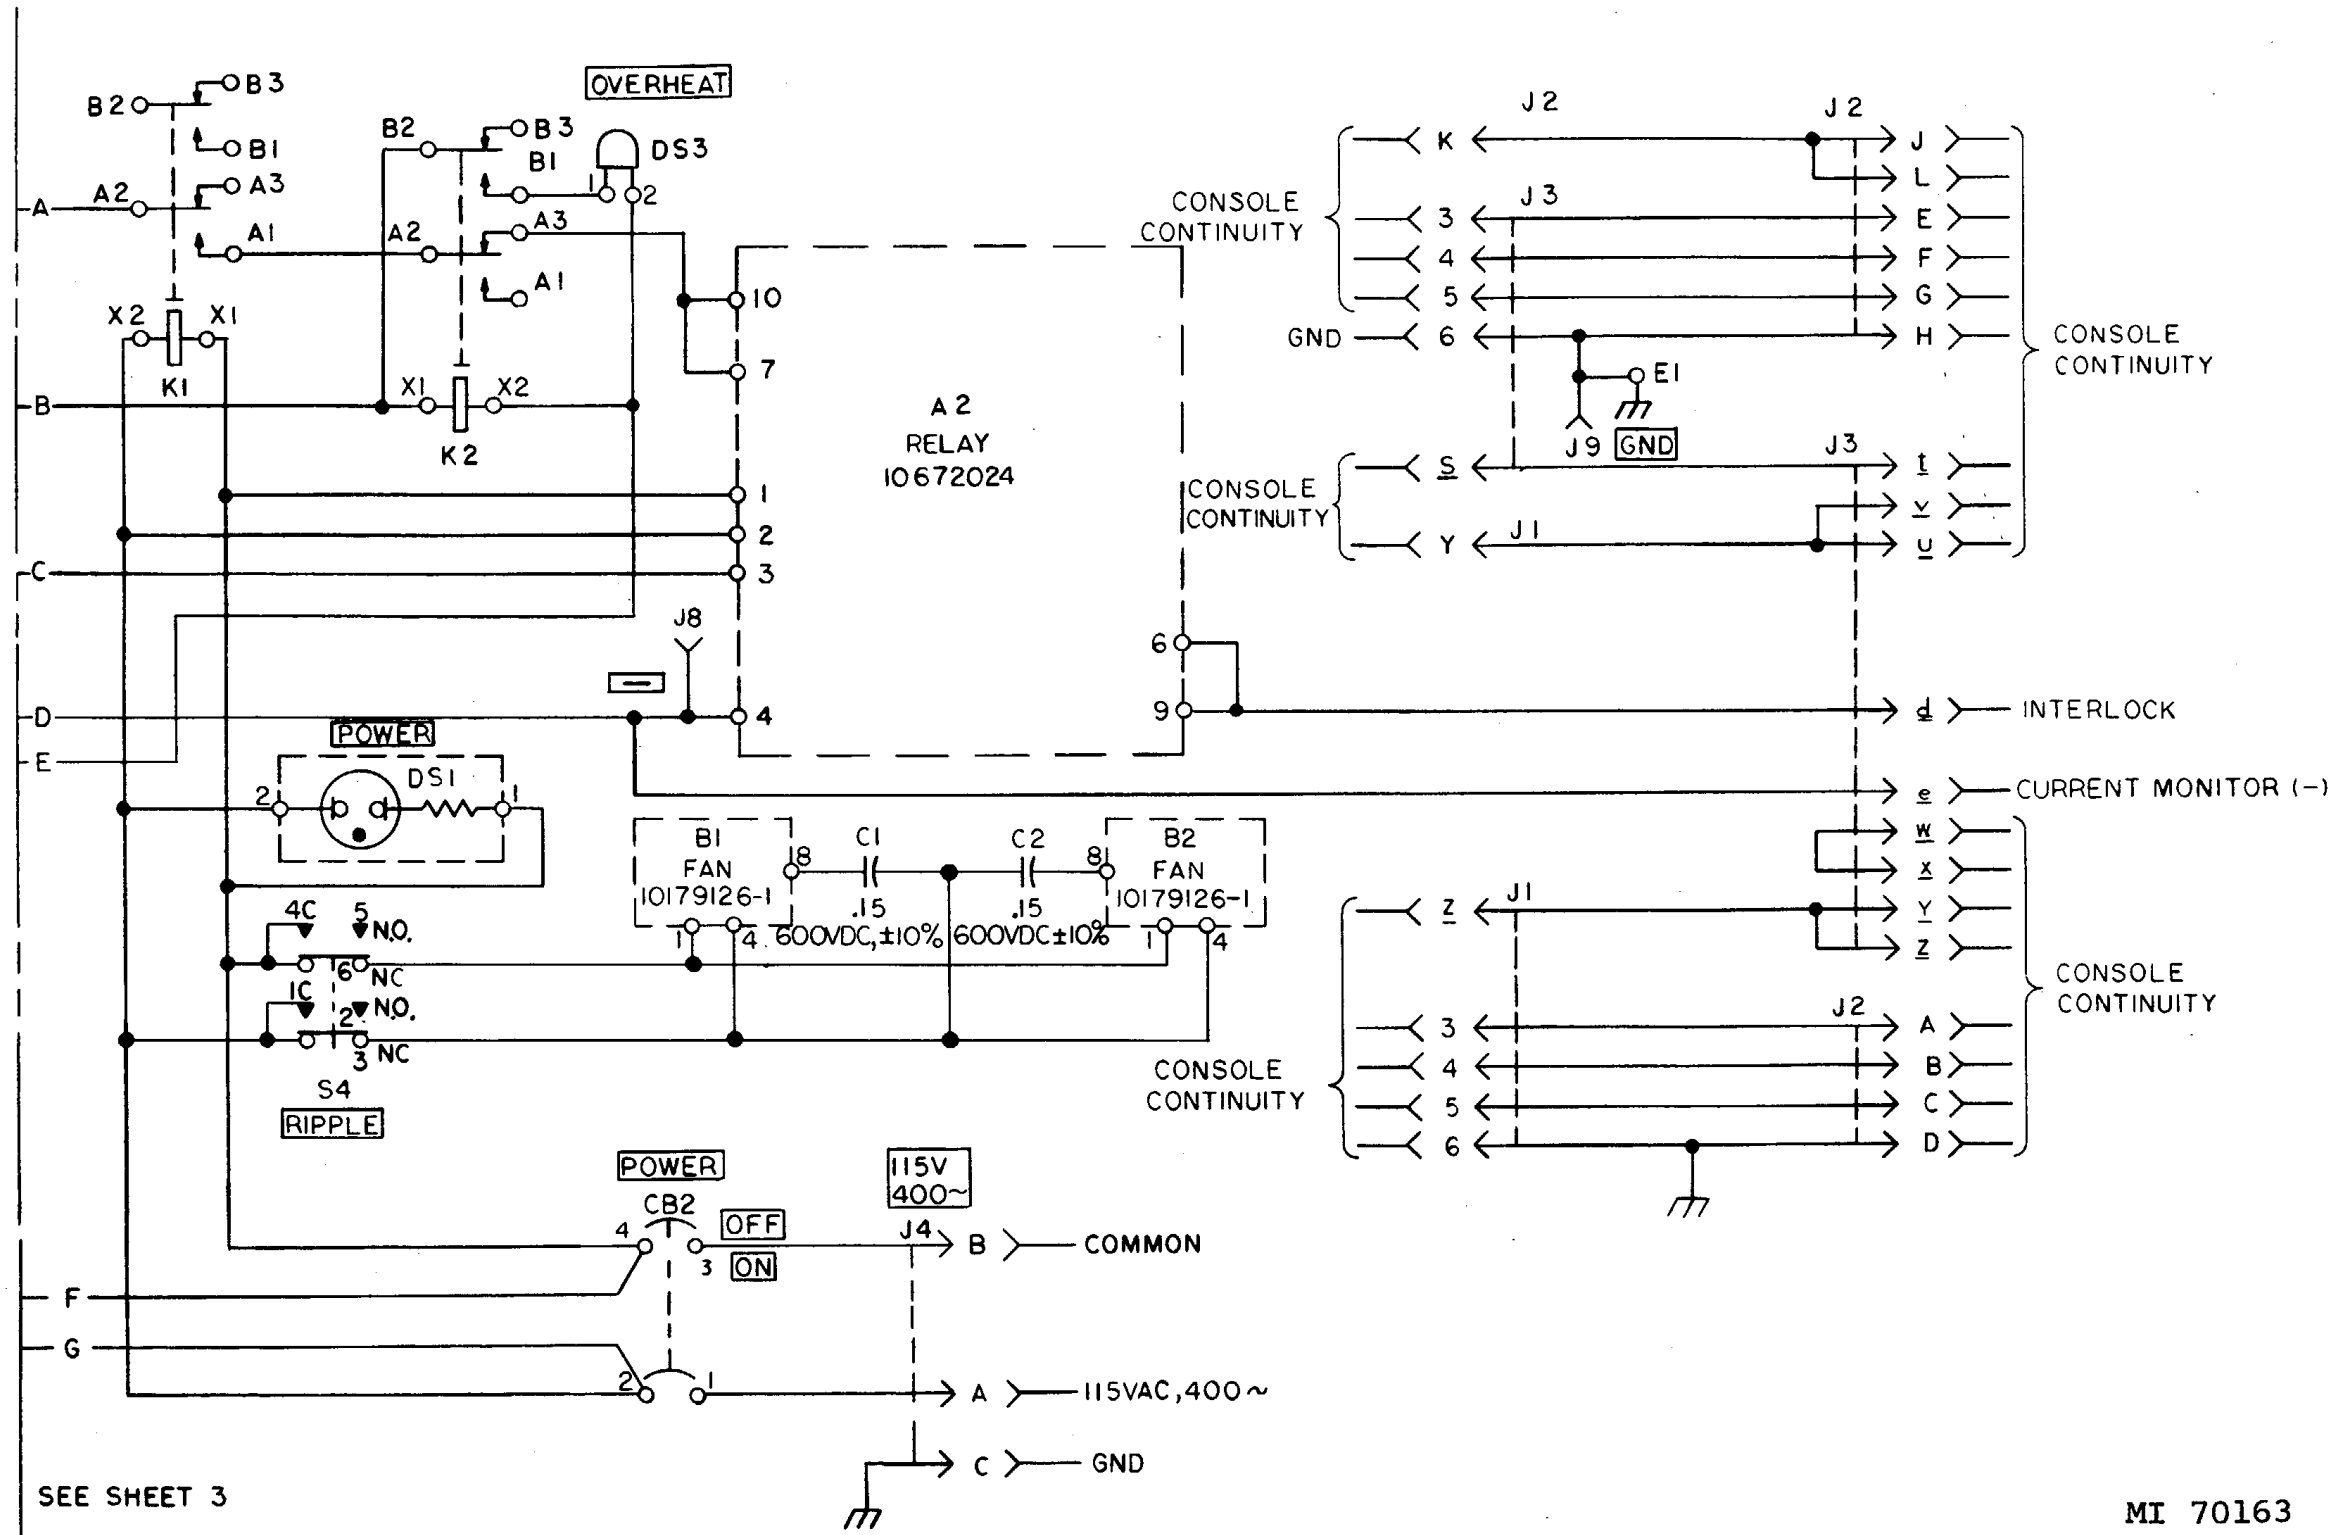 OVERHEAT
B3
B2
B1
A3
A
A2
A1
X2
X1
K1
B
B2
B3
B1
DS3
1
2
A2
A3
A1
X1
X2
K2
10
7
A2
RELAY
10672024
1
2
C
3
J8
—
D
4
6
9
E
POWER
DS1
2
1
B1
FAN
10179126-1
8
1
4
C1
.15
600VDC,±10%
C2
.15
600VDC±10%
B2
FAN
10179126-1
8
1
4
4C
5
N.O.
6
NC
1C
2
N.O.
3
NC
S4
RIPPLE
POWER
CB2
4
OFF
3
ON
115V
400~
J4
B
COMMON
F
G
2
1
A
115VAC,400~
C
GND
SEE SHEET 3
J2
J2
K
J
L
CONSOLE
CONTINUITY
J3
3
E
4
F
5
G
GND
6
H
E1
J9
GND
CONSOLE
CONTINUITY
CONSOLE
CONTINUITY
S
J3
t
v
Y
J1
u
d
INTERLOCK
e
CURRENT MONITOR (-)
w
x
Z
J1
Y
Z
CONSOLE
CONTINUITY
J2
3
A
4
B
5
C
6
D
CONSOLE
CONTINUITY
MI 70163